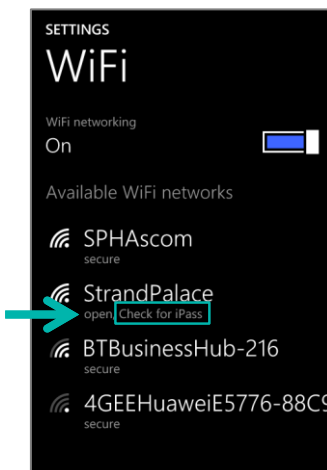 SETTINGS
WiFi
WiFi networking
On
Available WiFi networks
SPHAscom
secure
StrandPalace
open, Check for iPass
BTBusinessHub-216
secure
4GEEHuaweiE5776-88C9
secure